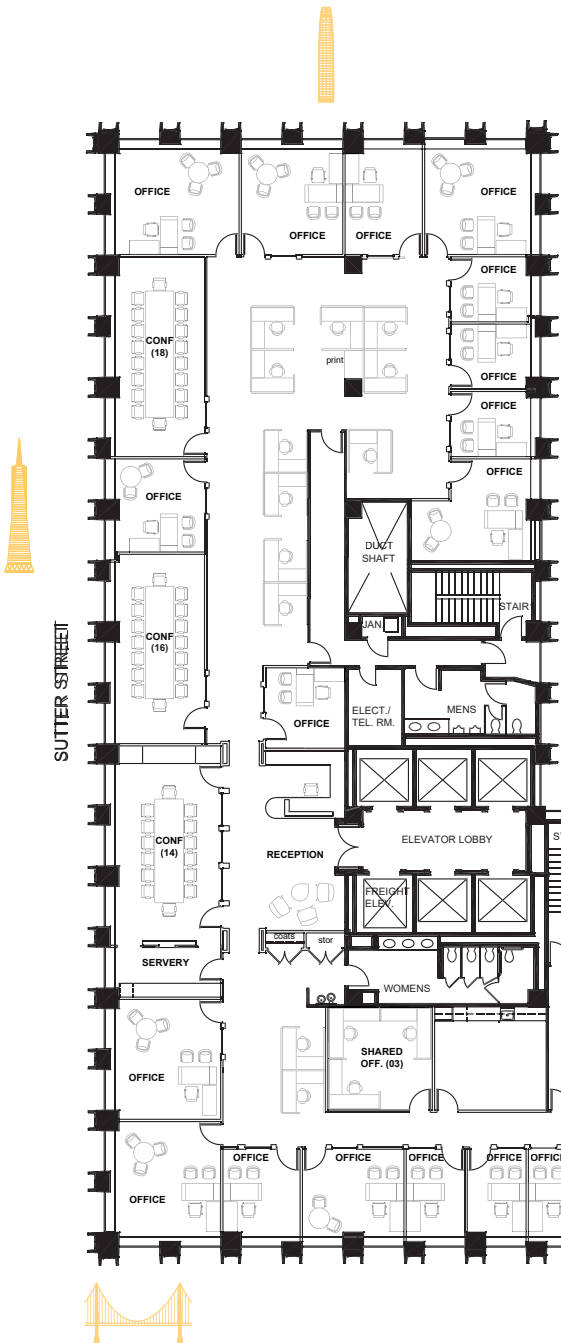 OFFICE
OFFICE
OFFICE
OFFICE
OFFICE
CONF
(18)
print
OFFICE
OFFICE
OFFICE
OFFICE
DUCT
SHAFT
STAIR
JAN.
CONF
(16)
SUTTER STREET
OFFICE
ELECT./
TEL. RM.
MENS
CONF
(14)
RECEPTION
ELEVATOR LOBBY
FREIGHT
ELEV.
coats
stor
SERVERY
WOMENS
OFFICE
SHARED
OFF. (03)
OFFICE
OFFICE
OFFICE
OFFICE
OFFICE